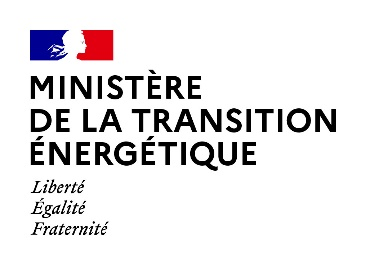 MINISTÈRE
DE LA TRANSITION
ÉNERGÉTIQUE
Liberté
Égalité
Fraternité